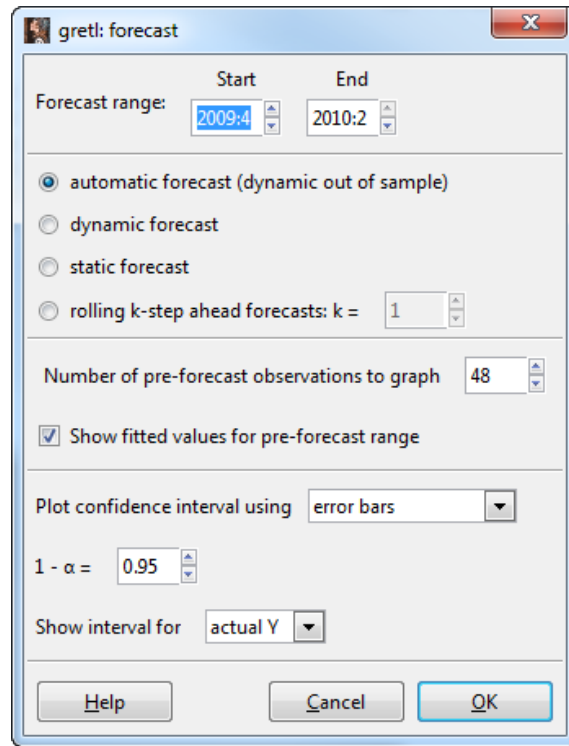 gretl: forecast
Start End
Forecast range: 2009:4 2010:2
automatic forecast (dynamic out of sample)
dynamic forecast
static forecast
rolling k-step ahead forecasts: k = 1
Number of pre-forecast observations to graph 48
Show fitted values for pre-forecast range
Plot confidence interval using error bars
1 - α = 0.95
Show interval for actual Y
Help Cancel OK